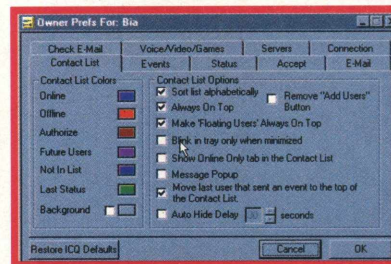 Owner Prefs For: Bia
Check E-Mail Voice/Video/Games Servers Connection
Contact List Events Status Accept E-Mail
Contact List Colors
Online
Offline
Authorize
Future Users
Not In List
Last Status
Background
Contact List Options
Sort list alphabetically
Remove "Add Users" Button
Always On Top
Make 'Floating Users' Always On Top
Blink in tray only when minimized
Show Online Only tab in the Contact List
Message Popup
Move last user that sent an event to the top of
the Contact List.
Auto Hide Delay 30 seconds
Restore ICQ Defaults Cancel OK